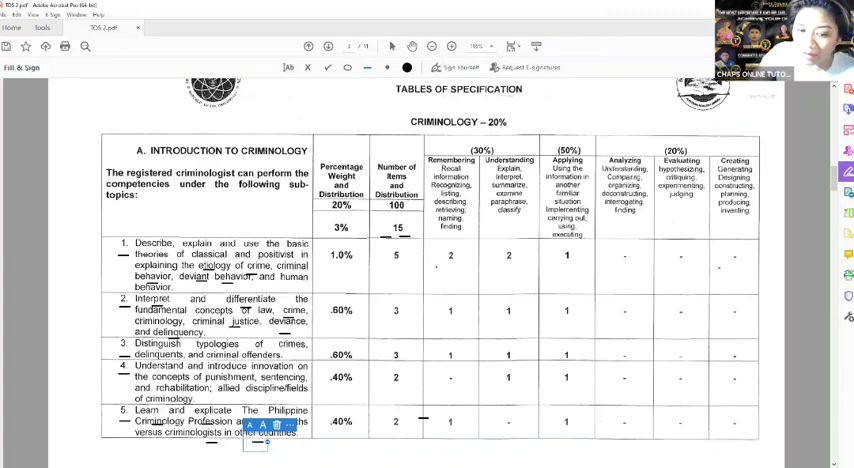 TOS 2.pdf - Adobe Acrobat Pro (64-bit)
File Edit View E-Sign Window Help
Home Tools TOS 2.pdf ×
/ 11
Fill & Sign
Sign Yourself Request E-signatures
CHAPS ONLINE TUTO...
TABLES OF SPECIFICATION
CRIMINOLOGY – 20%
A. INTRODUCTION TO CRIMINOLOGY
The registered criminologist can perform the
competencies under the following sub-
topics:
Percentage
Weight
and
Distribution
20%
3%
Number of
Items
and
Distribution
100
15
(30%)
(50%)
(20%)
Remembering
Recall
information
Recognizing,
listing,
describing,
retrieving,
naming,
finding
Understanding
Explain,
Interpret,
summarize,
examine
paraphrase,
classify
Applying
Using the
information in
another
familiar
situation
Implementing
carrying out,
using,
executing
Analyzing
Understanding,
Comparing,
organizing,
deconstructing,
interrogating
finding
Evaluating
hypothesizing,
critiquing,
experimenting,
judging
Creating
Generating
Designing
constructing,
planning,
producing,
inventing.
1. Describe, explain and use the basic
theories of classical and positivist in
explaining the etiology of crime, criminal
behavior, deviant behavior and human
behavior.
1.0% 5 2 2 1 - - -
2. Interpret and differentiate the
fundamental concepts of law, crime,
criminology, criminal justice, deviance,
and delinquency.
.60% 3 1 1 1 - - -
3. Distinguish typologies of crimes,
delinquents, and criminal offenders.
.60% 3 1 1 1 - - -
4. Understand and introduce innovation on
the concepts of punishment, sentencing,
and rehabilitation; allied discipline/fields
of criminology.
.40% 2 - 1 1 - - -
5. Learn and explicate The Philippine
Criminology Profession
versus criminologists in other countries.
.40% 2 1 - 1 - - -